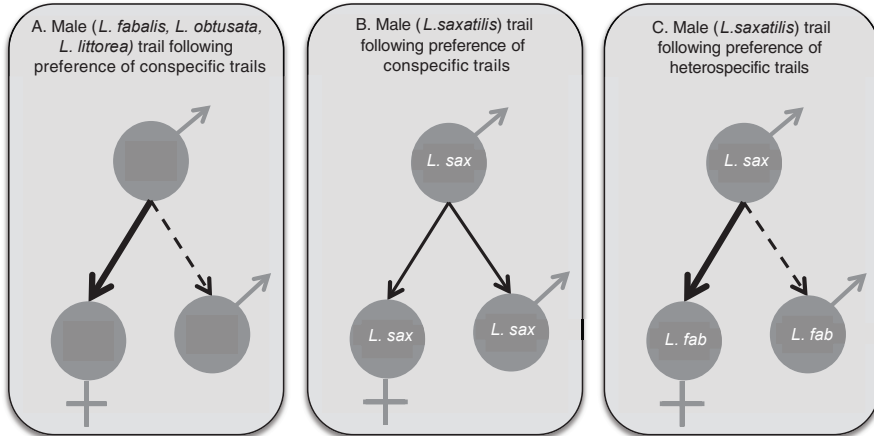 A. Male (L. fabalis, L. obtusata,
L. littorea) trail following
preference of conspecific trails
B. Male (L.saxatilis) trail
following preference of
conspecific trails
C. Male (L.saxatilis) trail
following preference of
heterospecific trails
L. sax
L. sax
L. sax
L. sax
L. fab
L. fab